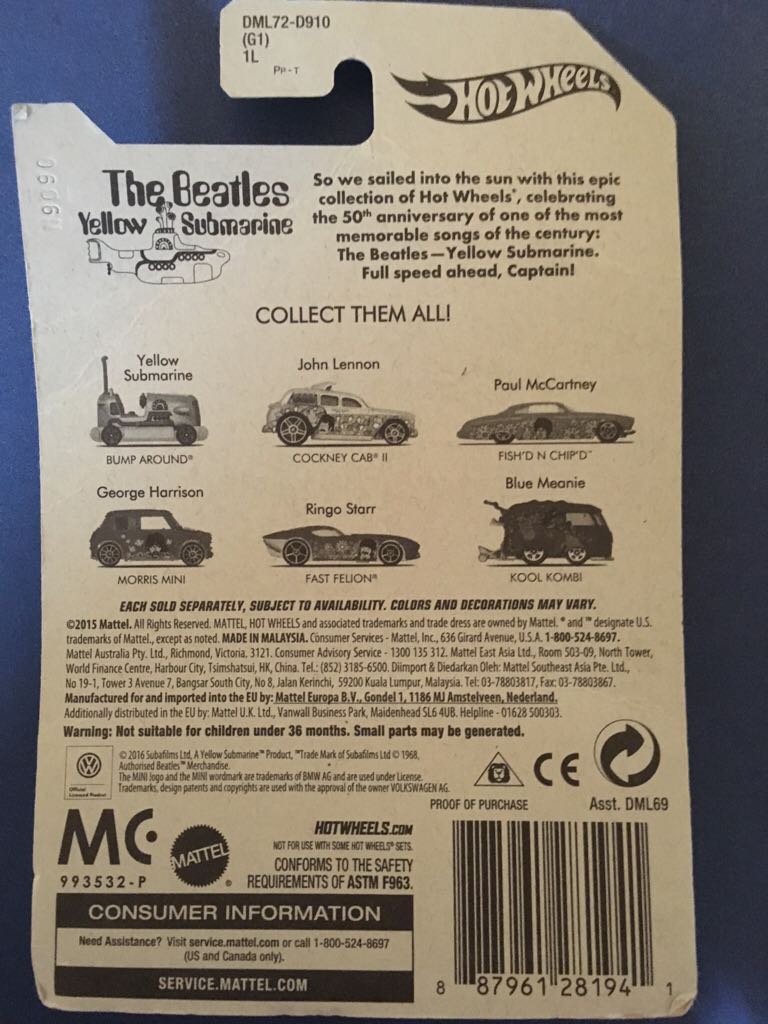 DML72-D910
(G1)
1L
PP-T
HOT WHEELS
19090
The Beatles
Yellow Submarine
So we sailed into the sun with this epic
collection of Hot Wheels®, celebrating
the 50th anniversary of one of the most
memorable songs of the century:
The Beatles—Yellow Submarine.
Full speed ahead, Captain!
COLLECT THEM ALL!
Yellow
Submarine
BUMP AROUND®
John Lennon
COCKNEY CAB® II
Paul McCartney
FISH'D N CHIP'D™
George Harrison
MORRIS MINI
Ringo Starr
FAST FELION®
Blue Meanie
KOOL KOMBI
EACH SOLD SEPARATELY, SUBJECT TO AVAILABILITY. COLORS AND DECORATIONS MAY VARY.
©2015 Mattel. All Rights Reserved. MATTEL, HOT WHEELS and associated trademarks and trade dress are owned by Mattel. ® and ™ designate U.S.
trademarks of Mattel, except as noted. MADE IN MALAYSIA. Consumer Services - Mattel, Inc., 636 Girard Avenue, U.S.A. 1-800-524-8697.
Mattel Australia Pty. Ltd., Richmond, Victoria. 3121. Consumer Advisory Service - 1300 135 312. Mattel East Asia Ltd., Room 503-09, North Tower,
World Finance Centre, Harbour City, Tsimshatsui, HK, China. Tel.: (852) 3185-6500. Diimport & Diedarkan Oleh: Mattel Southeast Asia Pte. Ltd.,
No 19-1, Tower 3 Avenue 7, Bangsar South City, No 8, Jalan Kerinchi, 59200 Kuala Lumpur, Malaysia. Tel: 03-78803817, Fax: 03-78803867.
Manufactured for and imported into the EU by: Mattel Europa B.V., Gondel 1, 1186 MJ Amstelveen, Nederland.
Additionally distributed in the EU by: Mattel U.K. Ltd., Vanwall Business Park, Maidenhead SL6 4UB. Helpline - 01628 500303.
Warning: Not suitable for children under 36 months. Small parts may be generated.
Official
Licensed Product
© 2016 Subafilms Ltd, A Yellow Submarine™ Product, ™Trade Mark of Subafilms Ltd © 1968,
Authorised Beatles™ Merchandise.
The MINI logo and the MINI wordmark are trademarks of BMW AG and are used under License.
Trademarks, design patents and copyrights are used with the approval of the owner VOLKSWAGEN AG.
CE
PROOF OF PURCHASE
Asst. DML69
MC
993532-P
MATTEL®
HOTWHEELS.COM
NOT FOR USE WITH SOME HOT WHEELS® SETS.
CONFORMS TO THE SAFETY
REQUIREMENTS OF ASTM F963.
CONSUMER INFORMATION
Need Assistance? Visit service.mattel.com or call 1-800-524-8697
(US and Canada only).
SERVICE.MATTEL.COM
8 87961 28194 1